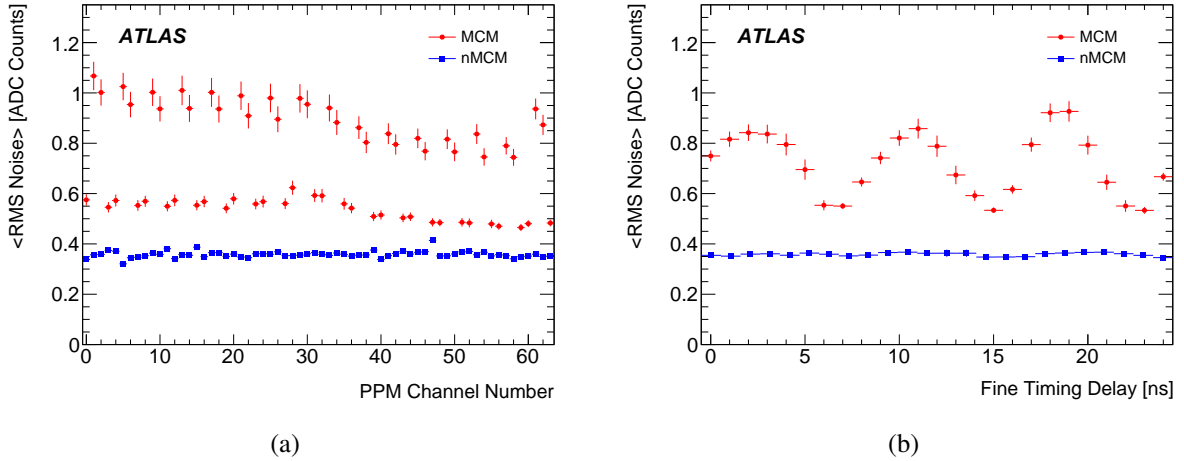 <RMS Noise> [ADC Counts]
1.2
1
0.8
0.6
0.4
0.2
0
ATLAS
MCM
nMCM
0 10 20 30 40 50 60
PPM Channel Number
(a)
<RMS Noise> [ADC Counts]
1.2
1
0.8
0.6
0.4
0.2
0
ATLAS
MCM
nMCM
0 5 10 15 20
Fine Timing Delay [ns]
(b)